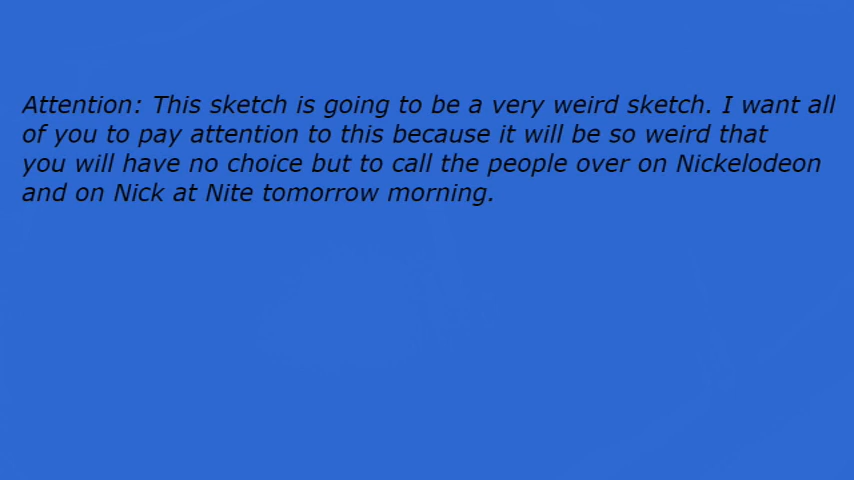 Attention: This sketch is going to be a very weird sketch. I want all
of you to pay attention to this because it will be so weird that
you will have no choice but to call the people over on Nickelodeon
and on Nick at Nite tomorrow morning.